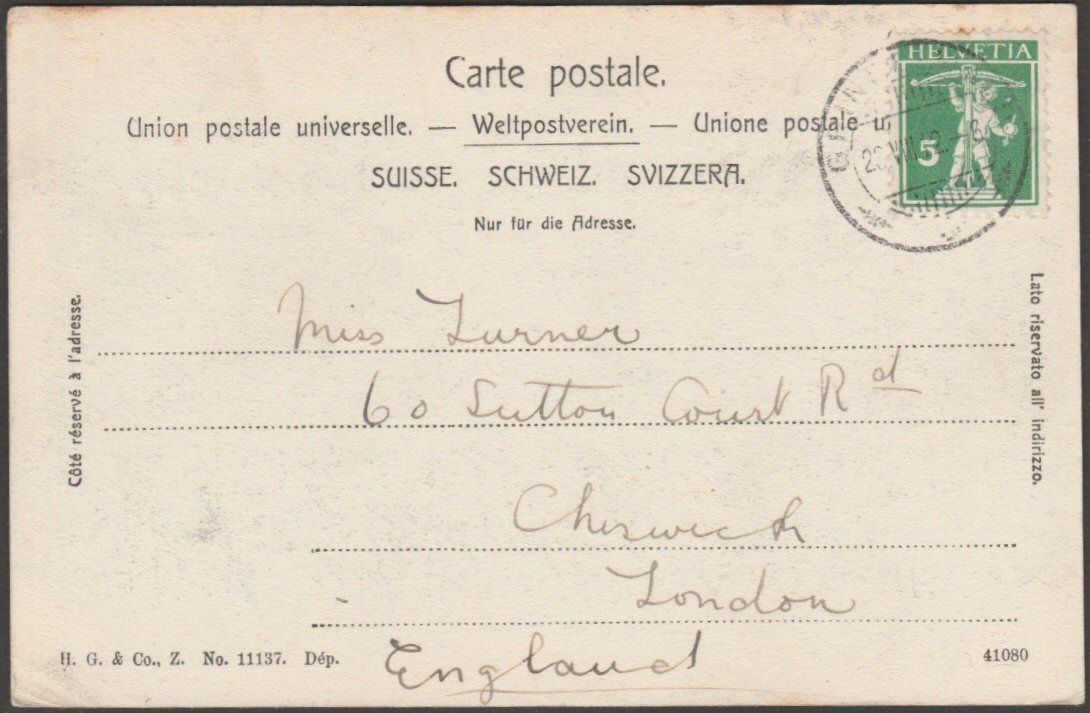 HELVETIA
5
Carte postale.
Union postale universelle. — Weltpostverein. — Unione postale u
SUISSE. SCHWEIZ. SVIZZERA.
Nur für die Adresse.
Côté réservé à l'adresse.
Lato riservato all' indirizzo.
Miss Turner
60 Sutton Court Rd
Chiswick
London
England
H. G. & Co., Z. No. 11137. Dép.
41080